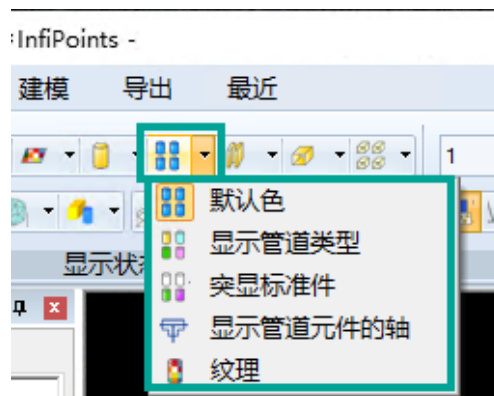 InfiPoints -
建模 导出 最近
1
默认色
显示管道类型
显示状态
突显标准件
显示管道元件的轴
纹理